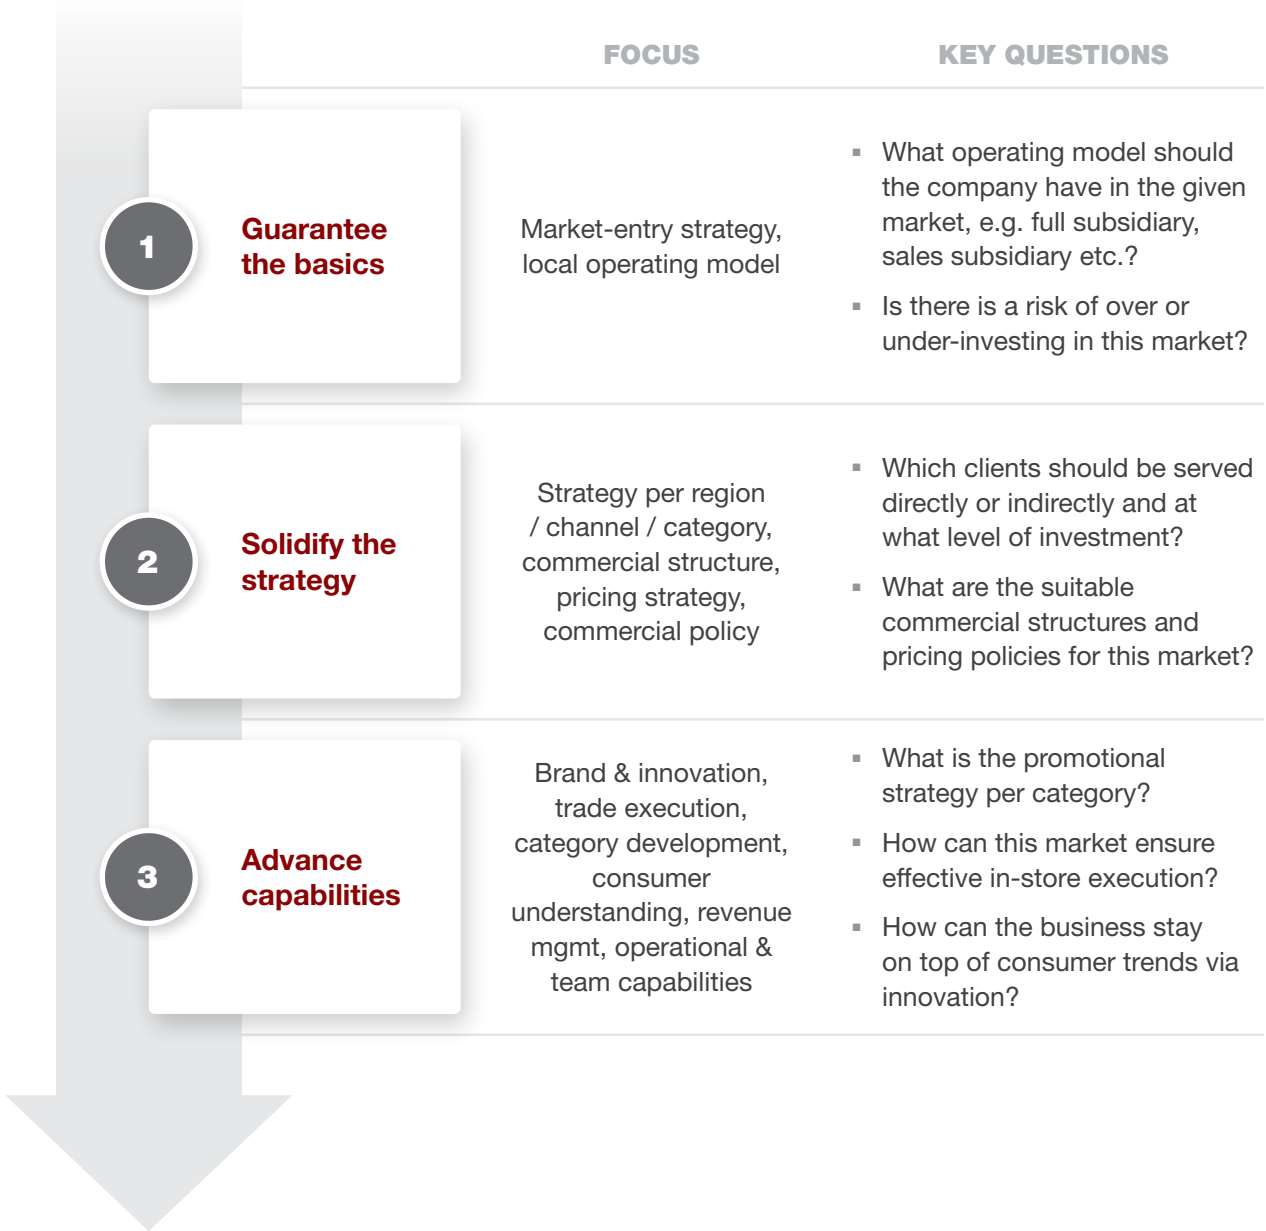 FOCUS
KEY QUESTIONS
1
Guarantee
the basics
Market-entry strategy,
local operating model
▪ What operating model should
the company have in the given
market, e.g. full subsidiary,
sales subsidiary etc.?
▪ Is there is a risk of over or
under-investing in this market?
2
Solidify the
strategy
Strategy per region
/ channel / category,
commercial structure,
pricing strategy,
commercial policy
▪ Which clients should be served
directly or indirectly and at
what level of investment?
▪ What are the suitable
commercial structures and
pricing policies for this market?
3
Advance
capabilities
Brand & innovation,
trade execution,
category development,
consumer
understanding, revenue
mgmt, operational &
team capabilities
▪ What is the promotional
strategy per category?
▪ How can this market ensure
effective in-store execution?
▪ How can the business stay
on top of consumer trends via
innovation?